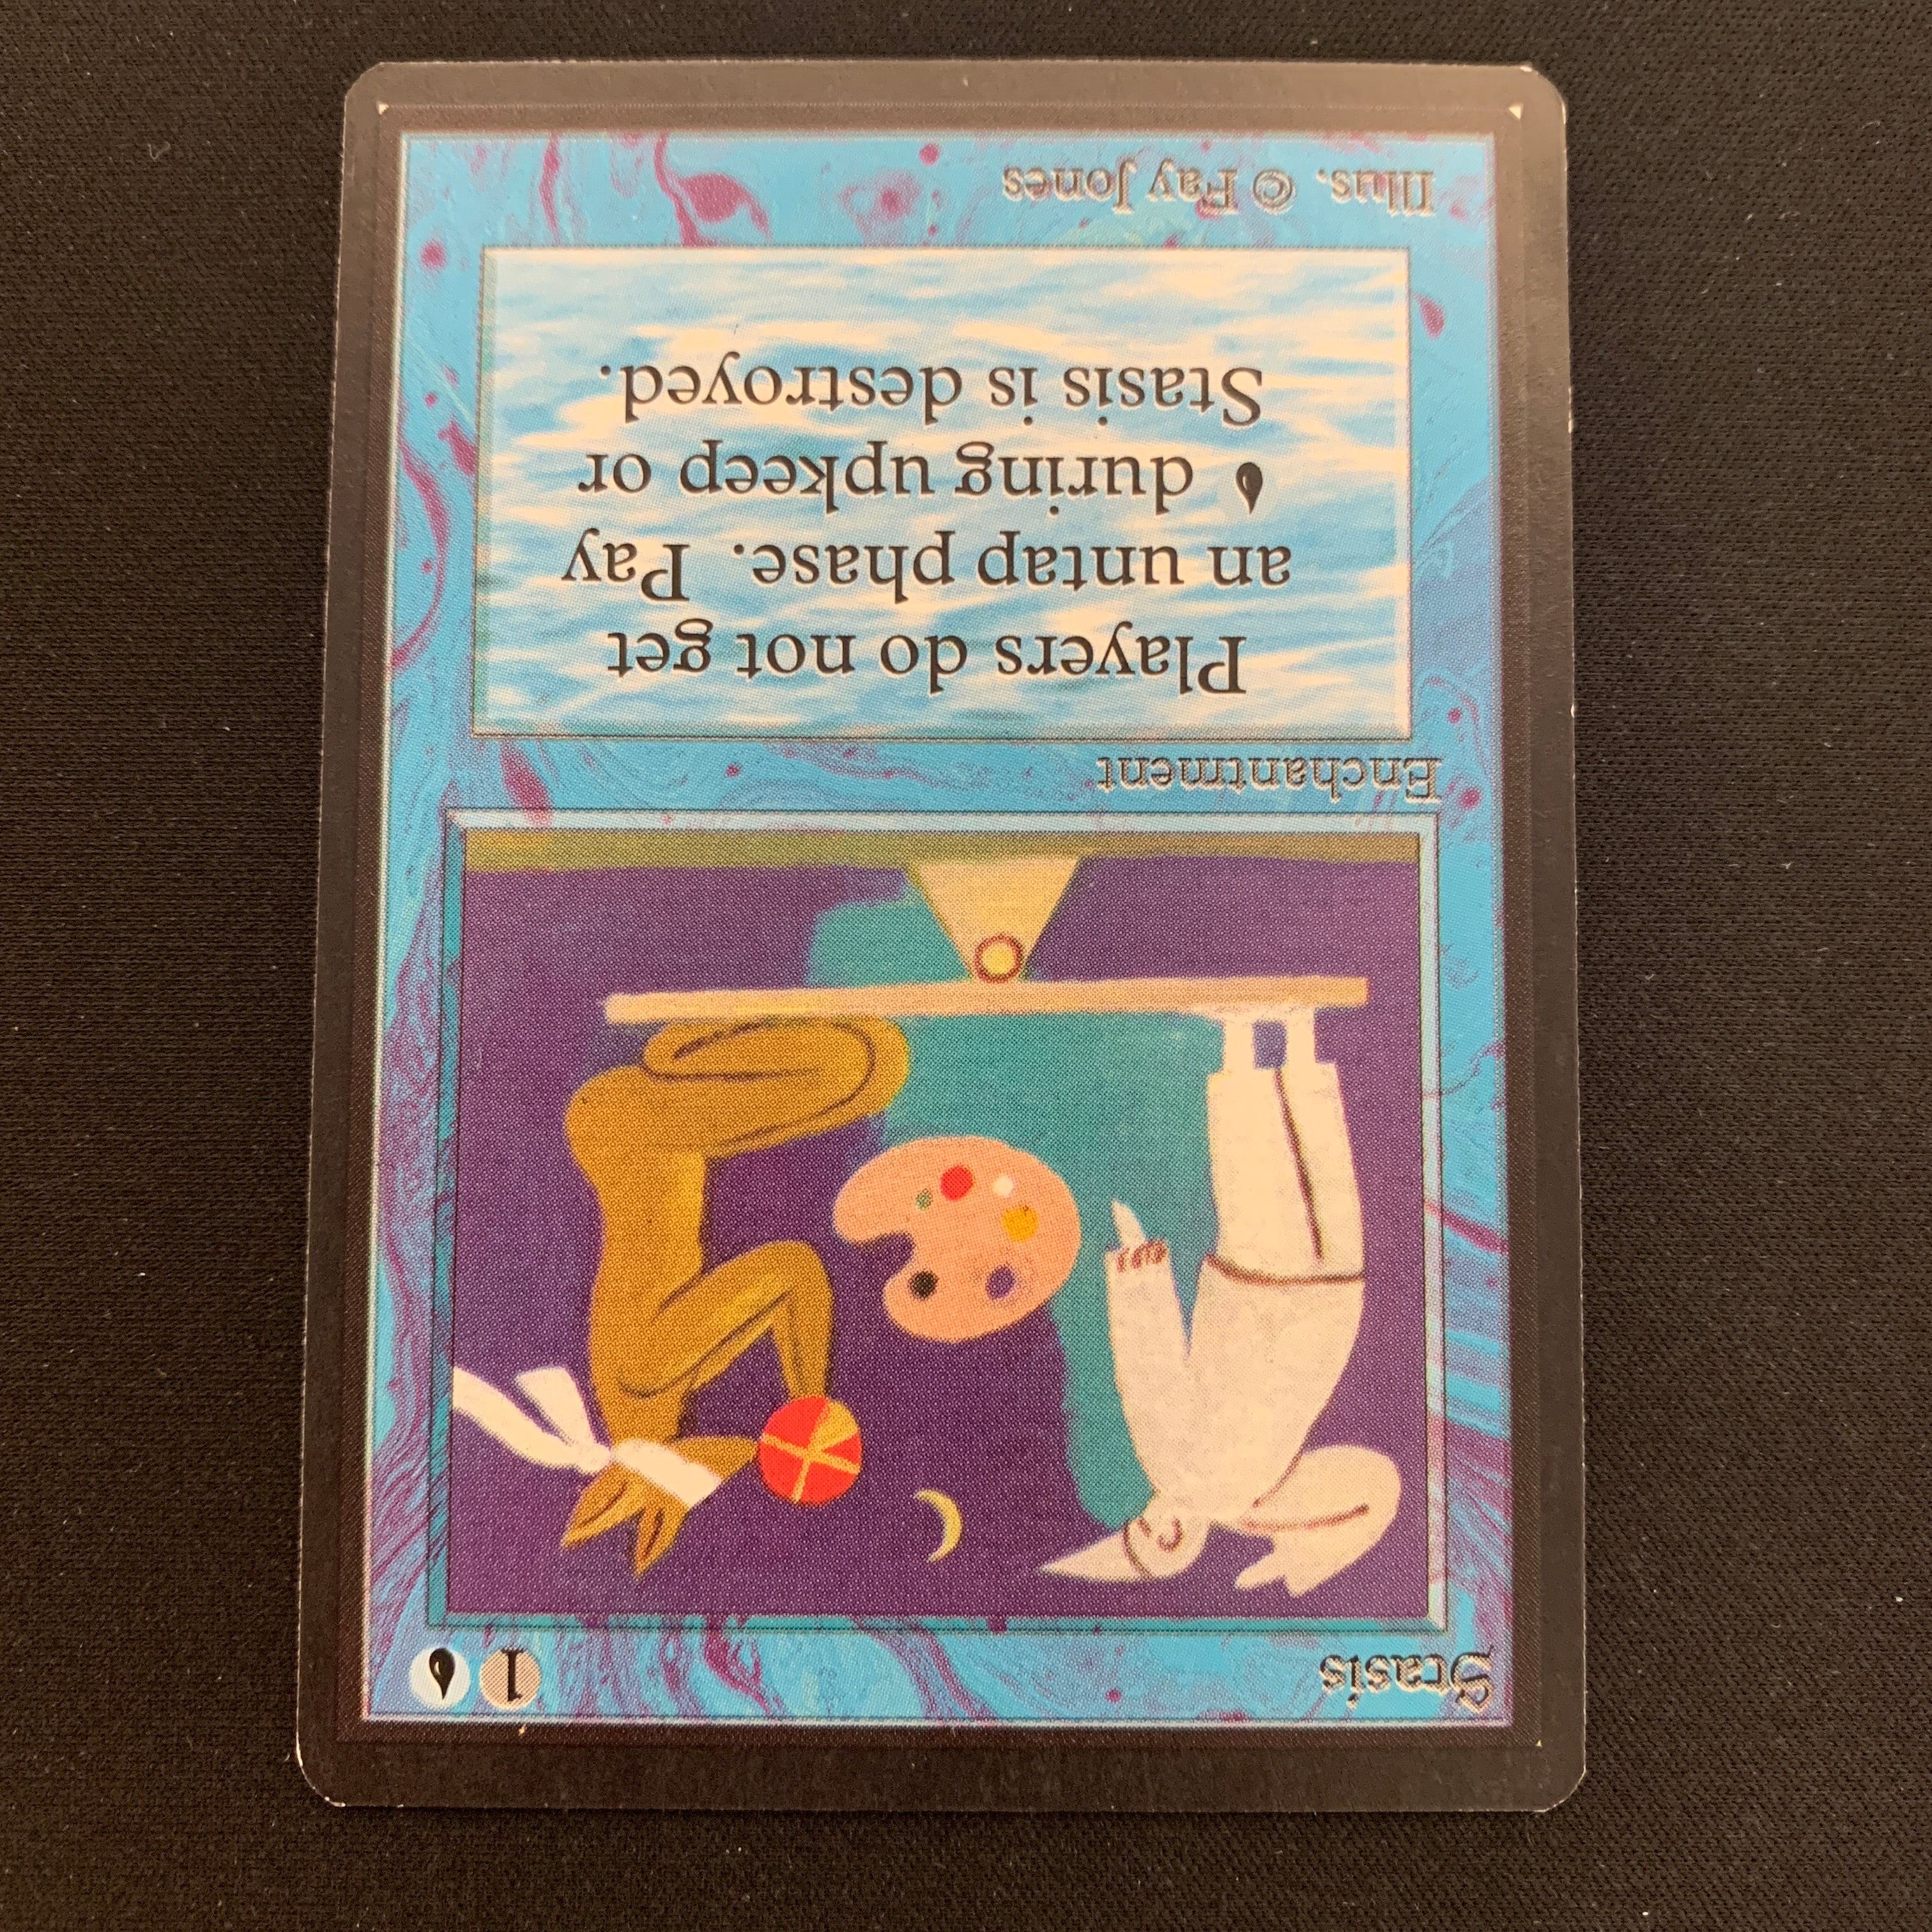 Stasis 1
Enchantment
Players do not get
an untap phase. Pay
during upkeep or
Stasis is destroyed.
Illus. © Fay Jones